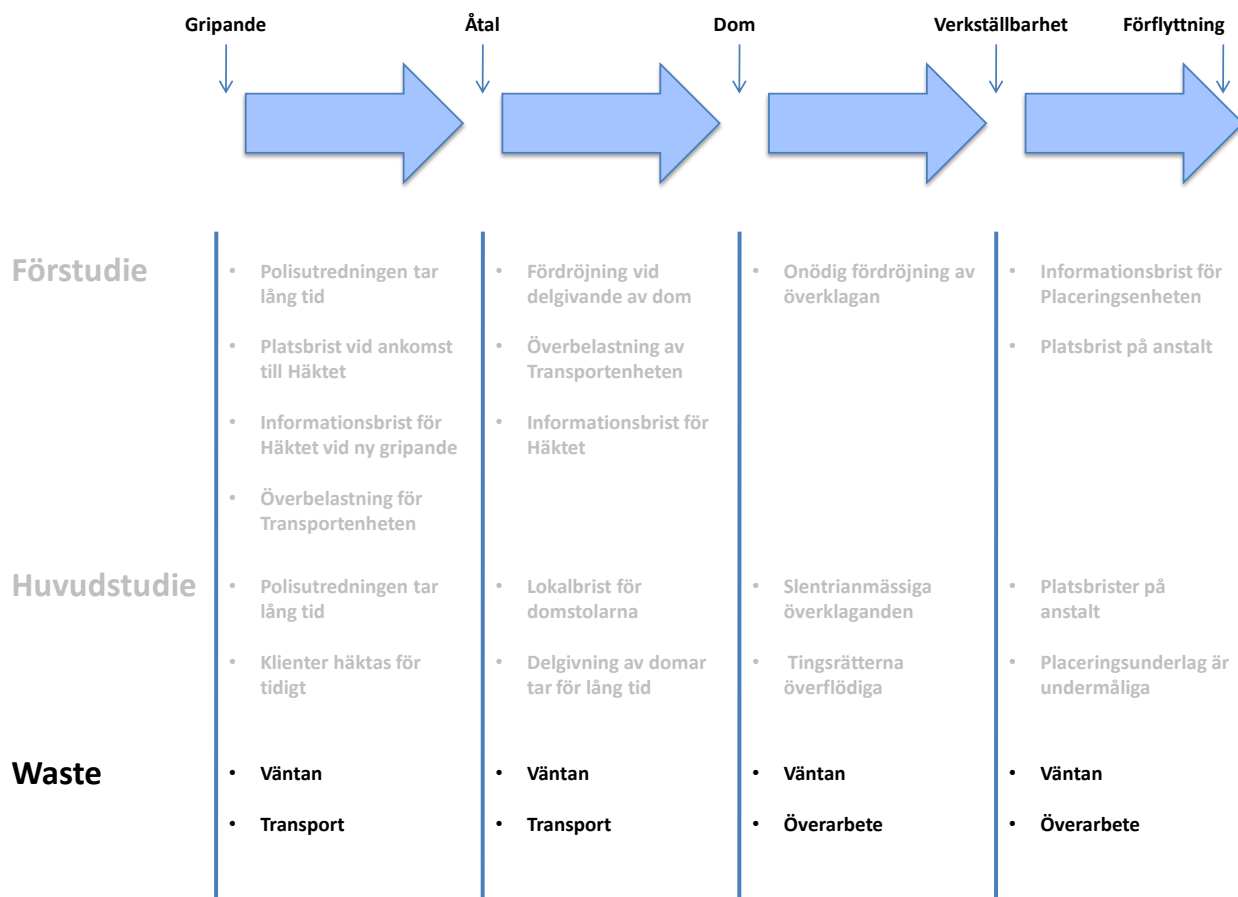 Gripande
Åtal
Dom
Verkställbarhet
Förflyttning
Förstudie
• Polisutredningen tar
lång tid
• Platsbrist vid ankomst
till Häktet
• Informationsbrist för
Häktet vid ny gripande
• Överbelastning för
Transportenheten
• Fördröjning vid
delgivande av dom
• Överbelastning av
Transportenheten
• Informationsbrist för
Häktet
• Onödig fördröjning av
överklagan
• Informationsbrist för
Placeringsenheten
• Platsbrist på anstalt
Huvudstudie
• Polisutredningen tar
lång tid
• Klienter häktas för
tidigt
• Lokalbrist för
domstolarna
• Delgivning av domar
tar för lång tid
• Slentrianmässiga
överklaganden
• Tingsrätterna
överflödiga
• Platsbrister på
anstalt
• Placeringsunderlag är
undermåliga
Waste
• Väntan
• Transport
• Väntan
• Transport
• Väntan
• Överarbete
• Väntan
• Överarbete